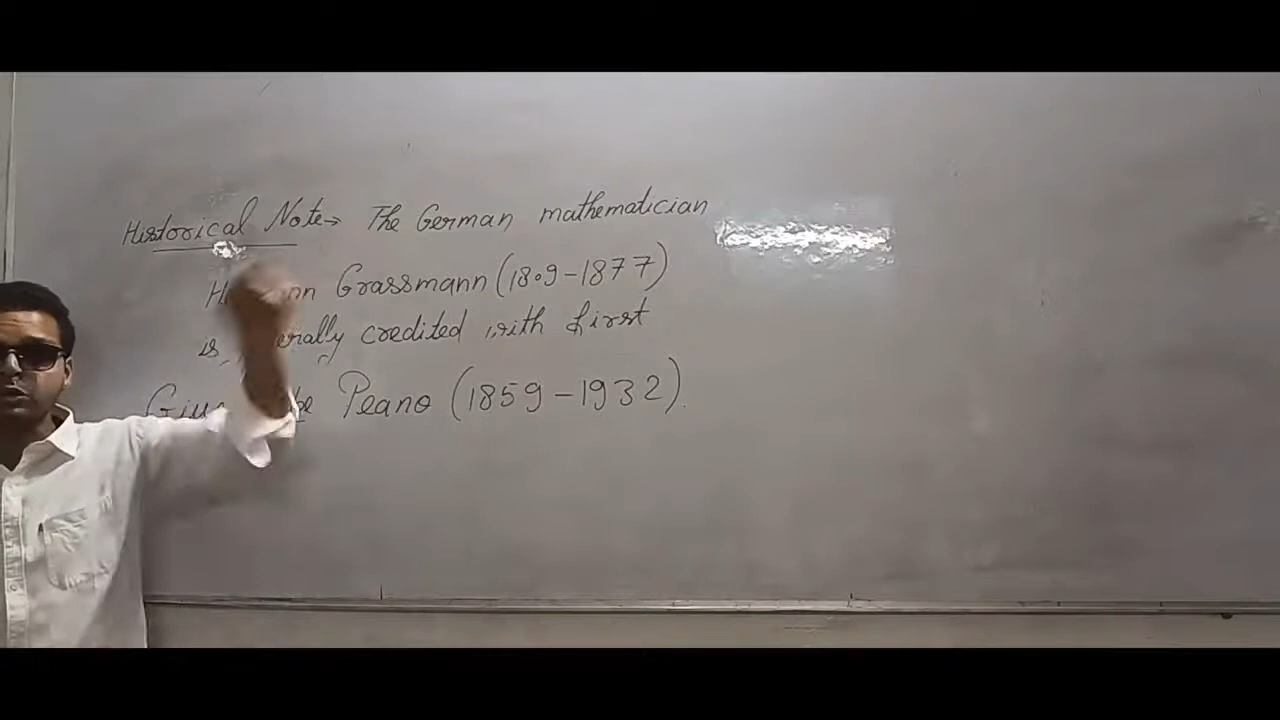 Historical Note → The German mathematician
Grassmann (1809-1877)
is credited with first
Peano (1859-1932).